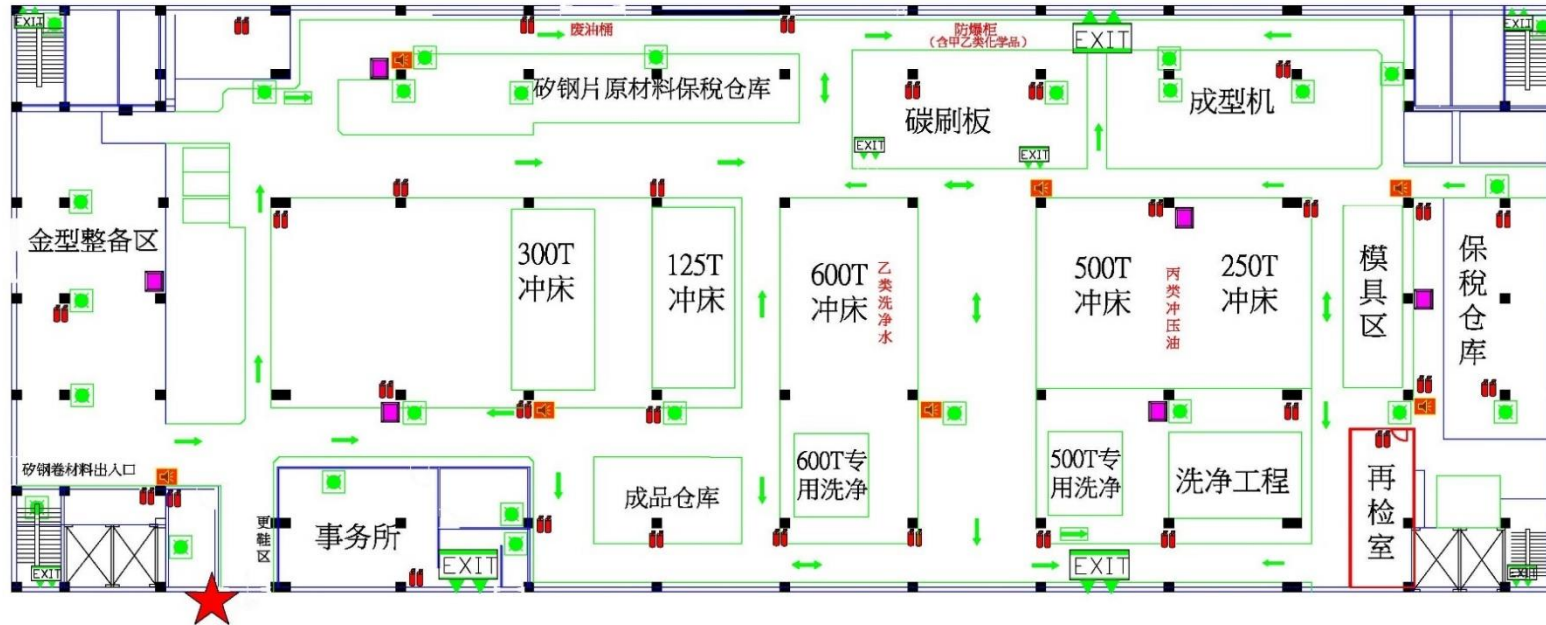 EXIT
废油桶
防爆柜
(含甲乙类化学品)
EXIT
EXIT
矽钢片原材料保税仓库
碳刷板
成型机
EXIT
EXIT
金型整备区
300T
冲床
125T
冲床
600T
冲床
乙类洗净水
500T
冲床
丙类冲压油
250T
冲床
模具区
保税仓库
矽钢卷材料出入口
600T专
用洗净
500T专
用洗净
洗净工程
再检室
成品仓库
更鞋区
事务所
EXIT
EXIT
EXIT
EXIT